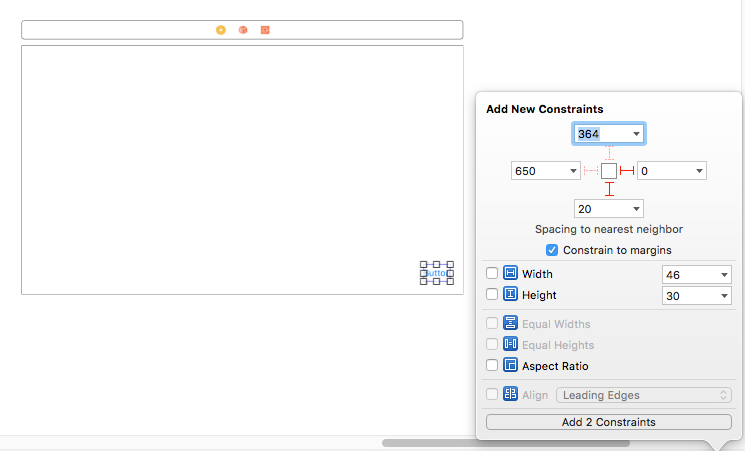 Add New Constraints
364
650
0
20
Spacing to nearest neighbor
Constrain to margins
Button
Width
46
Height
30
Equal Widths
Equal Heights
Aspect Ratio
Align
Leading Edges
Add 2 Constraints